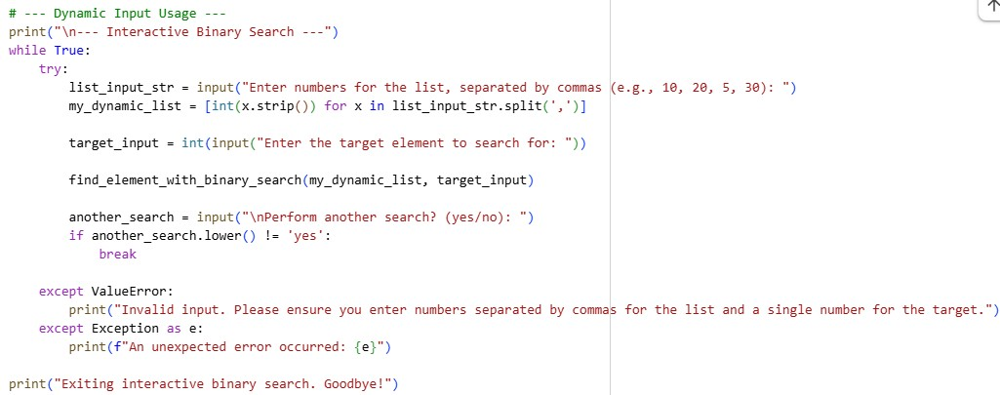 # --- Dynamic Input Usage ---
print("\n--- Interactive Binary Search ---")
while True:
    try:
        list_input_str = input("Enter numbers for the list, separated by commas (e.g., 10, 20, 5, 30): ")
        my_dynamic_list = [int(x.strip()) for x in list_input_str.split(',')]

        target_input = int(input("Enter the target element to search for: "))

        find_element_with_binary_search(my_dynamic_list, target_input)

        another_search = input("\nPerform another search? (yes/no): ")
        if another_search.lower() != 'yes':
            break

    except ValueError:
        print("Invalid input. Please ensure you enter numbers separated by commas for the list and a single number for the target.")
    except Exception as e:
        print(f"An unexpected error occurred: {e}")

print("Exiting interactive binary search. Goodbye!")